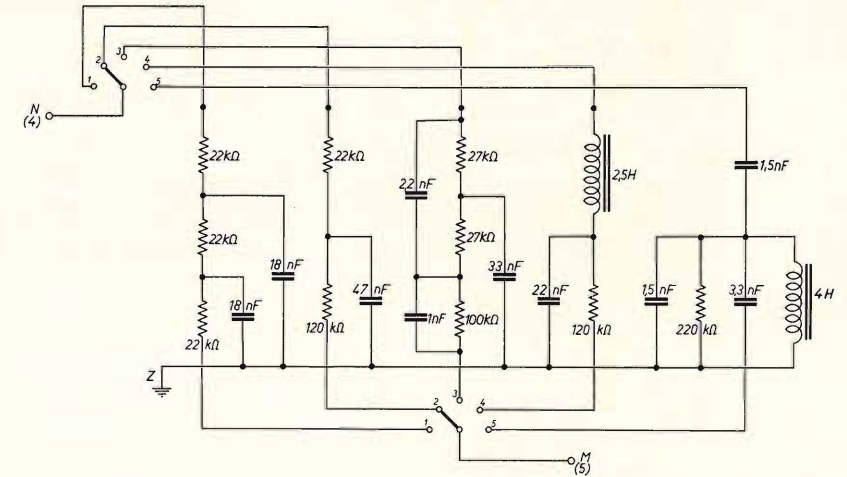 3
2
4
1
5
N
(4)
22kΩ
22kΩ
27kΩ
2,2 nF
2,5H
1,5nF
22kΩ
27kΩ
18 nF
33 nF
18 nF
47 nF
1nF
100kΩ
22 nF
1,5 nF
3,3 nF
4H
22 kΩ
120 kΩ
120 kΩ
220 kΩ
Z
3
2
4
1
5
M
(5)